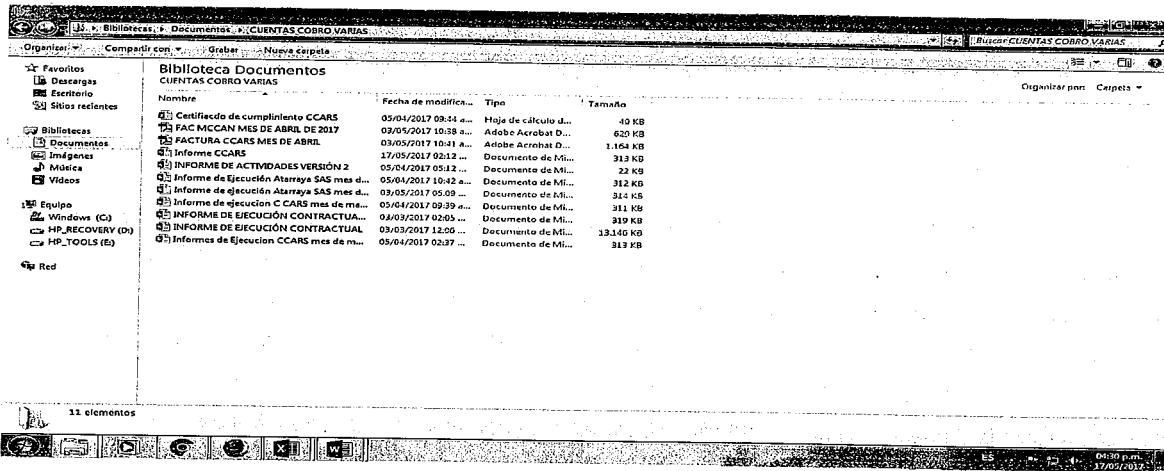 Bibliotecas ▸ Documentos ▸ CUENTAS COBRO VARIAS
Buscar CUENTAS COBRO VARIAS
Organizar Compartir con Grabar Nueva carpeta
Favoritos
Descargas
Escritorio
Sitios recientes
Bibliotecas
Documentos
Imágenes
Música
Vídeos
Equipo
Windows (C:)
HP_RECOVERY (D:)
HP_TOOLS (E:)
Red
Biblioteca Documentos
CUENTAS COBRO VARIAS
Organizar por: Carpeta
Nombre Fecha de modifica... Tipo Tamaño
Certifiacdo de cumplimiento CCARS 05/04/2017 09:44 a... Hoja de cálculo d... 40 KB
FAC MCCAN MES DE ABRIL DE 2017 03/05/2017 10:38 a... Adobe Acrobat D... 620 KB
FACTURA CCARS MES DE ABRIL 03/05/2017 10:41 a... Adobe Acrobat D... 1.164 KB
Informe CCARS 17/05/2017 02:12 ... Documento de Mi... 313 KB
INFORME DE ACTIVIDADES VERSIÓN 2 05/04/2017 05:12 ... Documento de Mi... 22 KB
Informe de Ejecución Atarraya SAS mes d... 05/04/2017 10:42 a... Documento de Mi... 312 KB
Informe de ejecución Atarraya SAS mes d... 03/05/2017 05:09 ... Documento de Mi... 314 KB
Informe de ejecucion C CARS mes de ma... 05/04/2017 09:39 a... Documento de Mi... 311 KB
INFORME DE EJECUCIÓN CONTRACTUA... 03/03/2017 02:05 ... Documento de Mi... 319 KB
INFORME DE EJECUCIÓN CONTRACTUAL 03/03/2017 12:06 ... Documento de Mi... 13.146 KB
Informes de Ejecucion CCARS mes de m... 05/04/2017 02:37 ... Documento de Mi... 313 KB
11 elementos
ES
04:30 p.m.
17/05/2017